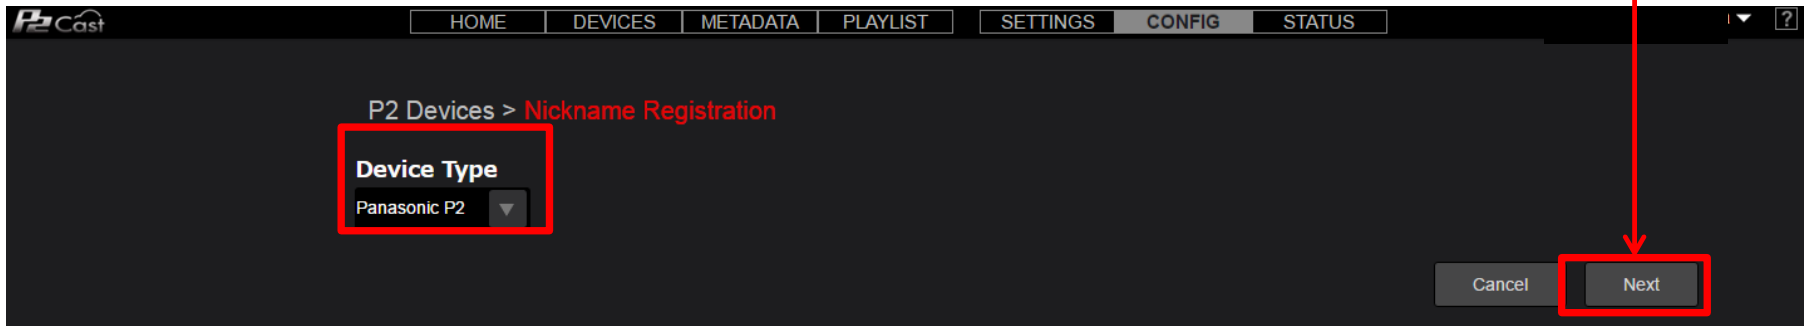 P2 Cast HOME DEVICES METADATA PLAYLIST SETTINGS CONFIG STATUS ?
P2 Devices > Nickname Registration
Device Type
Panasonic P2
Cancel Next